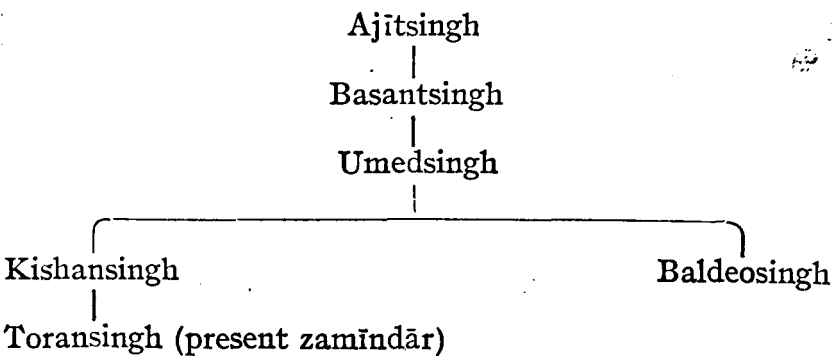 Ajītsingh
Basantsingh
Umedsingh
Kishansingh Baldeosingh
Toransingh (present zamīndār)